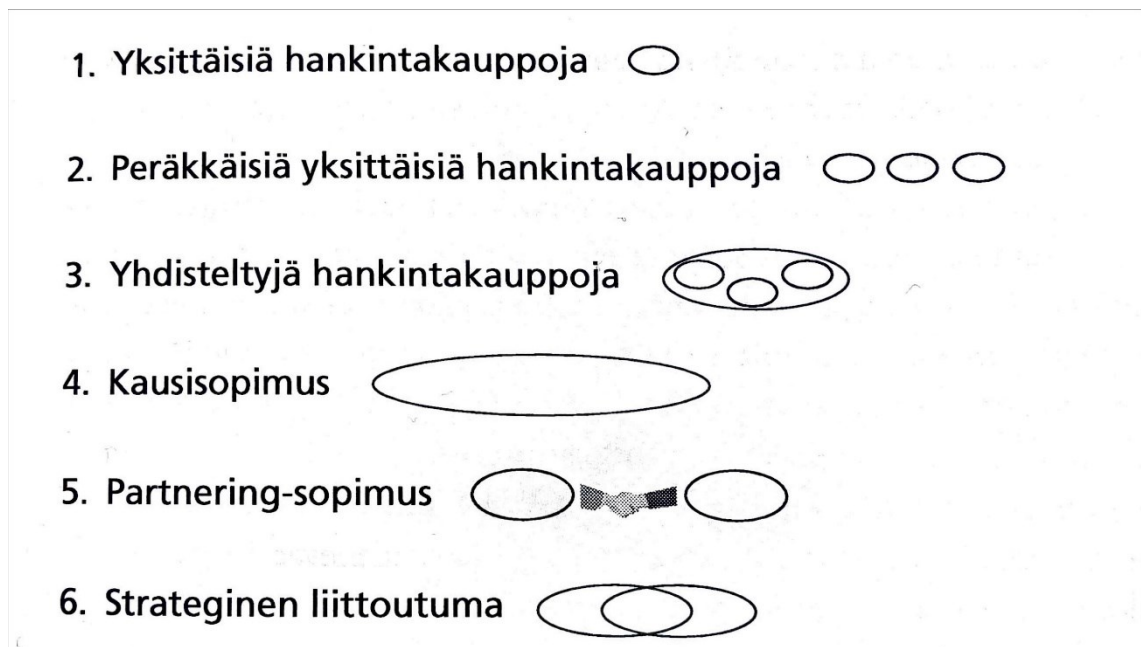 1. Yksittäisiä hankintakauppoja
2. Peräkkäisiä yksittäisiä hankintakauppoja
3. Yhdisteltyjä hankintakauppoja
4. Kausisopimus
5. Partnering-sopimus
6. Strateginen liittoutuma